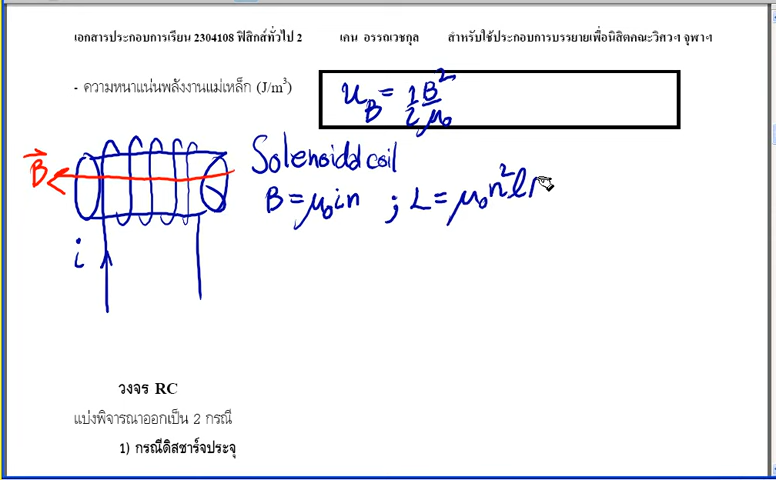 เอกสารประกอบการเรียน 2304108 ฟิสิกส์ทั่วไป 2 เดน อรรณเวชกุล สำหรับใช้ประกอบการบรรยายเพื่อนิสิตคณะวิศวฯ จุฬาฯ
- ความหนาแน่นพลังงานแม่เหล็ก (J/m³)
u_B = 1/2 B²/μ₀
B⃗
Solenoidal coil
B = μ₀in ; L = μ₀n²l
i
วงจร RC
แบ่งพิจารณาออกเป็น 2 กรณี
1) กรณีดิสชาร์จประจุ